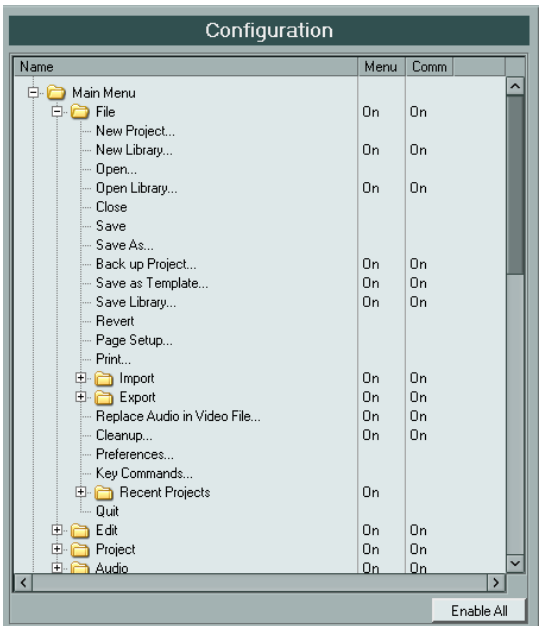 Configuration
Name Menu Comm
Main Menu
File On On
New Project...
New Library... On On
Open...
Open Library... On On
Close
Save
Save As...
Back up Project... On On
Save as Template... On On
Save Library... On On
Revert
Page Setup...
Print...
Import On On
Export On On
Replace Audio in Video File... On On
Cleanup... On On
Preferences...
Key Commands...
Recent Projects On
Quit
Edit On On
Project On On
Audio On On
Enable All